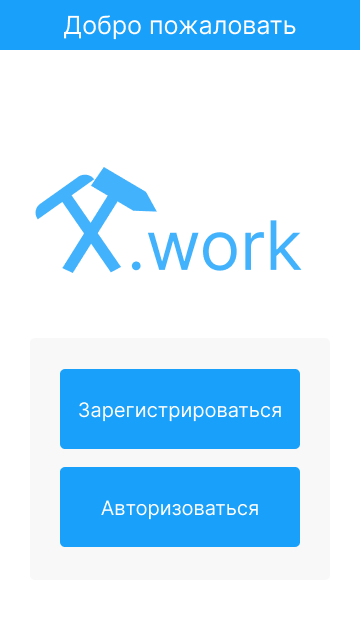 Добро пожаловать
.work
Зарегистрироваться
Авторизоваться